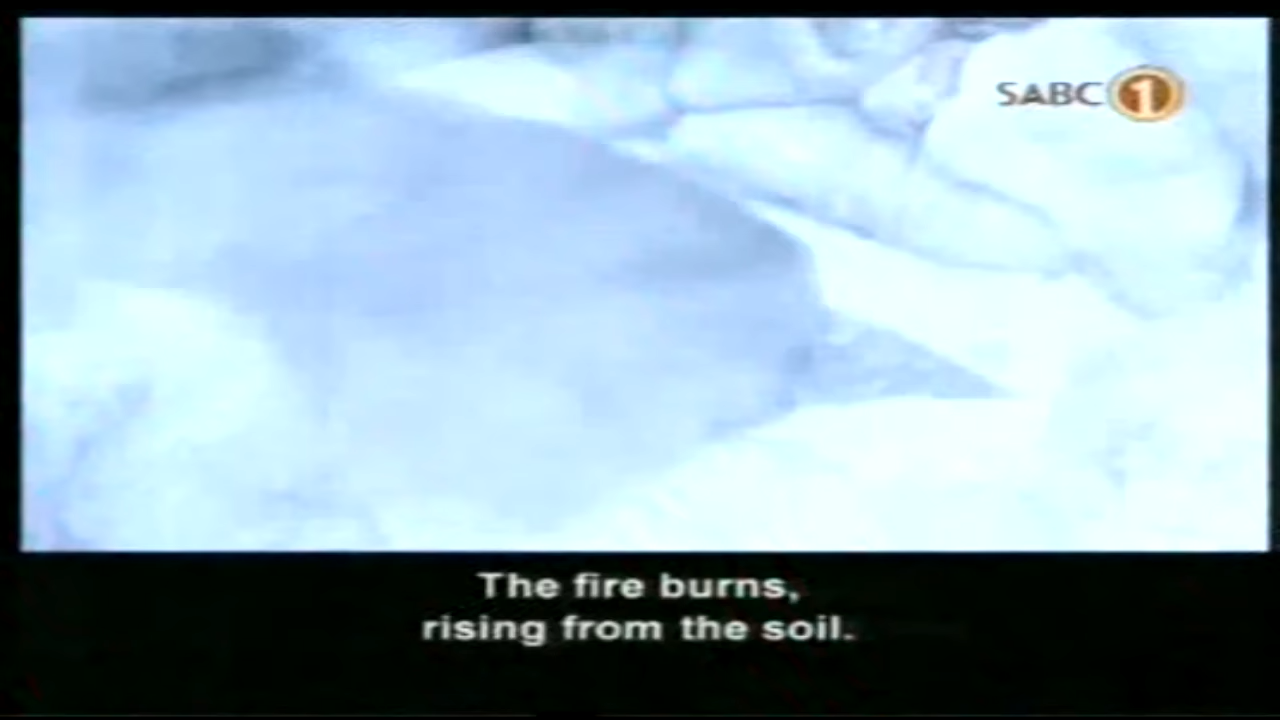 SABC 1
The fire burns,
rising from the soil.